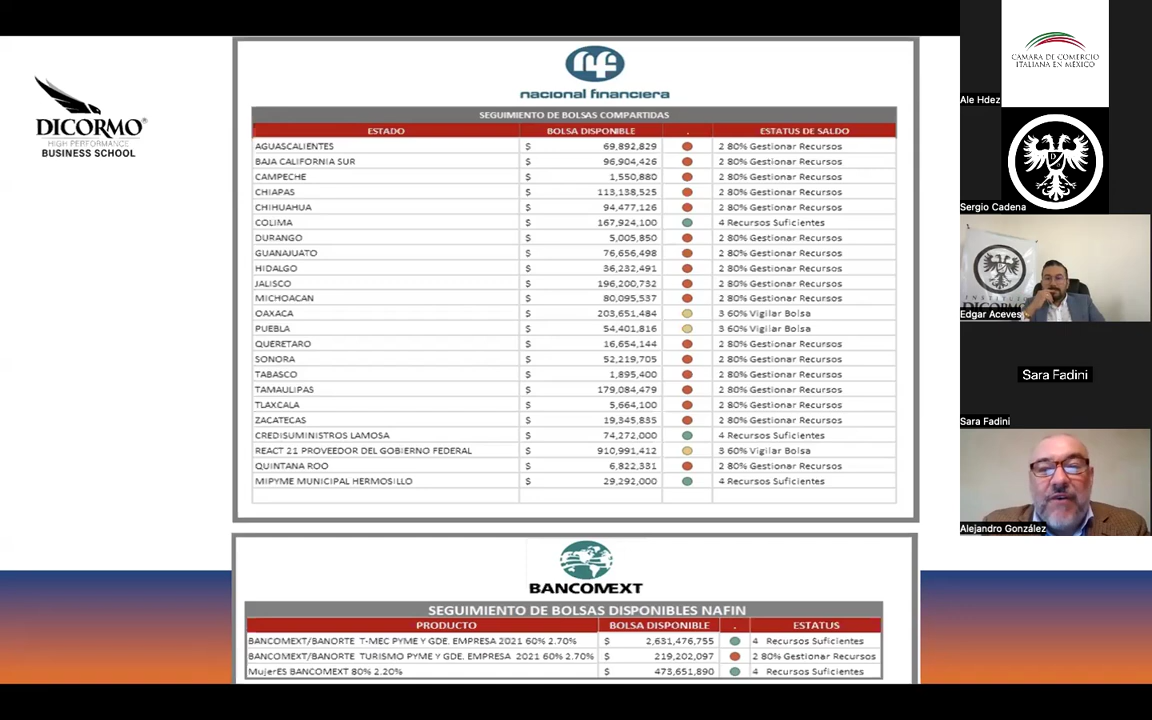 DICORMO®
HIGH PERFORMANCE
BUSINESS SCHOOL
nf
nacional financiera
SEGUIMIENTO DE BOLSAS COMPARTIDAS
ESTADO BOLSA DISPONIBLE . ESTATUS DE SALDO
AGUASCALIENTES $ 69,892,829 2 80% Gestionar Recursos
BAJA CALIFORNIA SUR $ 96,904,426 2 80% Gestionar Recursos
CAMPECHE $ 1,550,880 2 80% Gestionar Recursos
CHIAPAS $ 113,138,525 2 80% Gestionar Recursos
CHIHUAHUA $ 94,477,126 2 80% Gestionar Recursos
COLIMA $ 167,924,100 4 Recursos Suficientes
DURANGO $ 5,005,850 2 80% Gestionar Recursos
GUANAJUATO $ 76,656,498 2 80% Gestionar Recursos
HIDALGO $ 36,232,491 2 80% Gestionar Recursos
JALISCO $ 196,200,732 2 80% Gestionar Recursos
MICHOACAN $ 80,095,537 2 80% Gestionar Recursos
OAXACA $ 203,651,484 3 60% Vigilar Bolsa
PUEBLA $ 54,401,816 3 60% Vigilar Bolsa
QUERETARO $ 16,654,144 2 80% Gestionar Recursos
SONORA $ 52,219,705 2 80% Gestionar Recursos
TABASCO $ 1,895,400 2 80% Gestionar Recursos
TAMAULIPAS $ 179,084,479 2 80% Gestionar Recursos
TLAXCALA $ 5,664,100 2 80% Gestionar Recursos
ZACATECAS $ 19,345,835 2 80% Gestionar Recursos
CREDISUMINISTROS LAMOSA $ 74,272,000 4 Recursos Suficientes
REACT 21 PROVEEDOR DEL GOBIERNO FEDERAL $ 910,991,412 3 60% Vigilar Bolsa
QUINTANA ROO $ 6,822,331 2 80% Gestionar Recursos
MIPYME MUNICIPAL HERMOSILLO $ 29,292,000 4 Recursos Suficientes
BANCOMEXT
SEGUIMIENTO DE BOLSAS DISPONIBLES NAFIN
PRODUCTO BOLSA DISPONIBLE . ESTATUS
BANCOMEXT/BANORTE T-MEC PYME Y GDE. EMPRESA 2021 60% 2.70% $ 2,631,476,755 4 Recursos Suficientes
BANCOMEXT/BANORTE TURISMO PYME Y GDE. EMPRESA 2021 60% 2.70% $ 219,202,097 2 80% Gestionar Recursos
MujerES BANCOMEXT 80% 2.20% $ 473,651,890 4 Recursos Suficientes
CAMARA DE COMERCIO
ITALIANA EN MÉXICO
Ale Hdez
Sergio Cadena
Edgar Aceves
Sara Fadini
Sara Fadini
Alejandro González